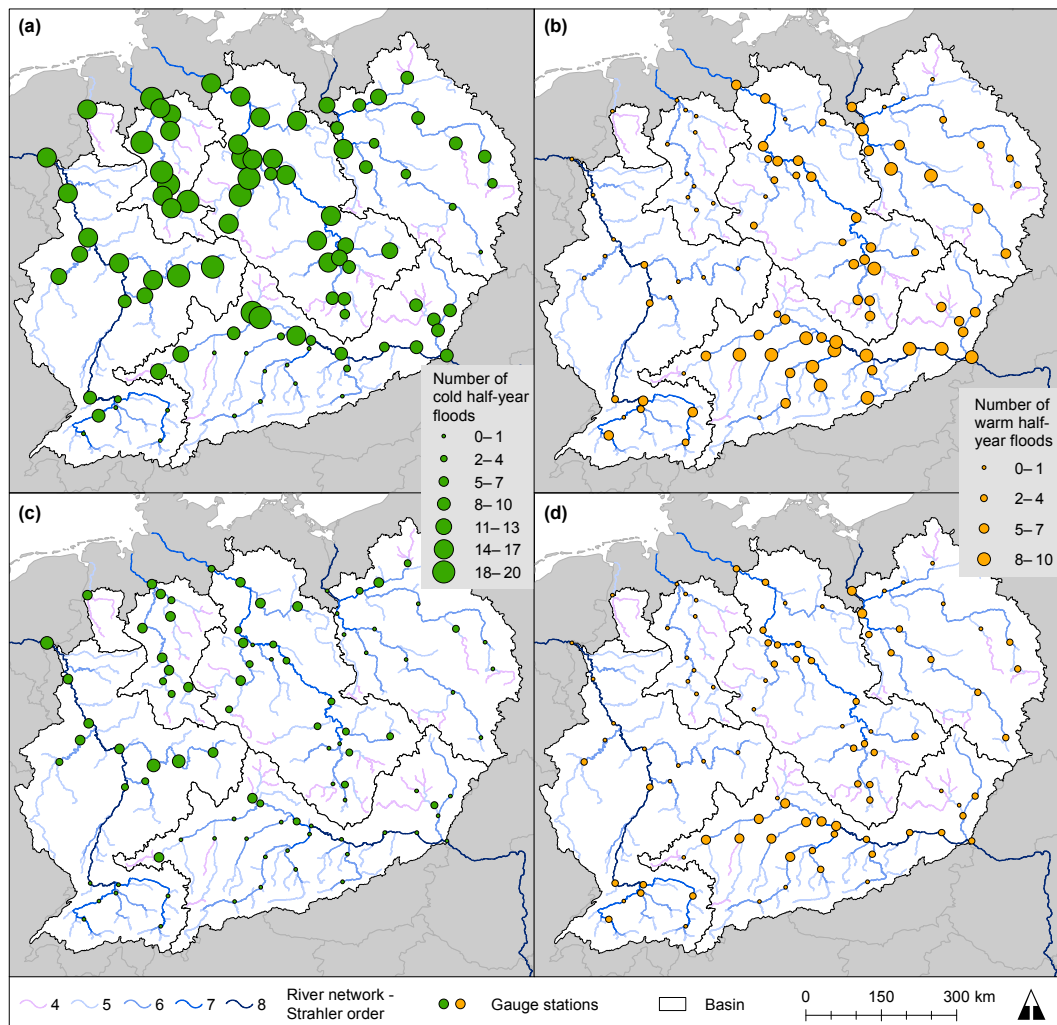 (a)
(b)
Number of
cold half-year
floods
0– 1
2– 4
5– 7
8– 10
11– 13
14– 17
18– 20
Number of
warm half-
year floods
0– 1
2– 4
5– 7
8– 10
(c)
(d)
4
5
6
7
8
River network -
Strahler order
Gauge stations
Basin
0
150
300 km